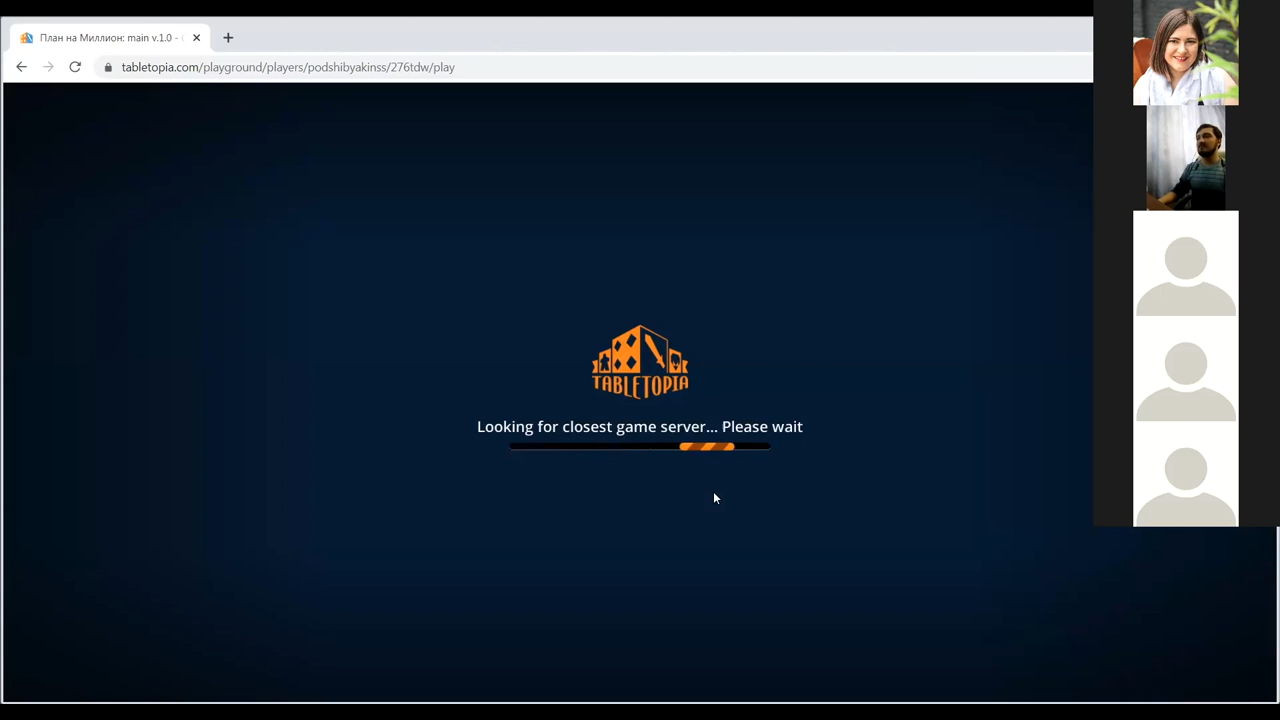 План на Миллион: main v.1.0 -
tabletopia.com/playground/players/podshibyakinss/276tdw/play
TABLETOPIA
Looking for closest game server... Please wait